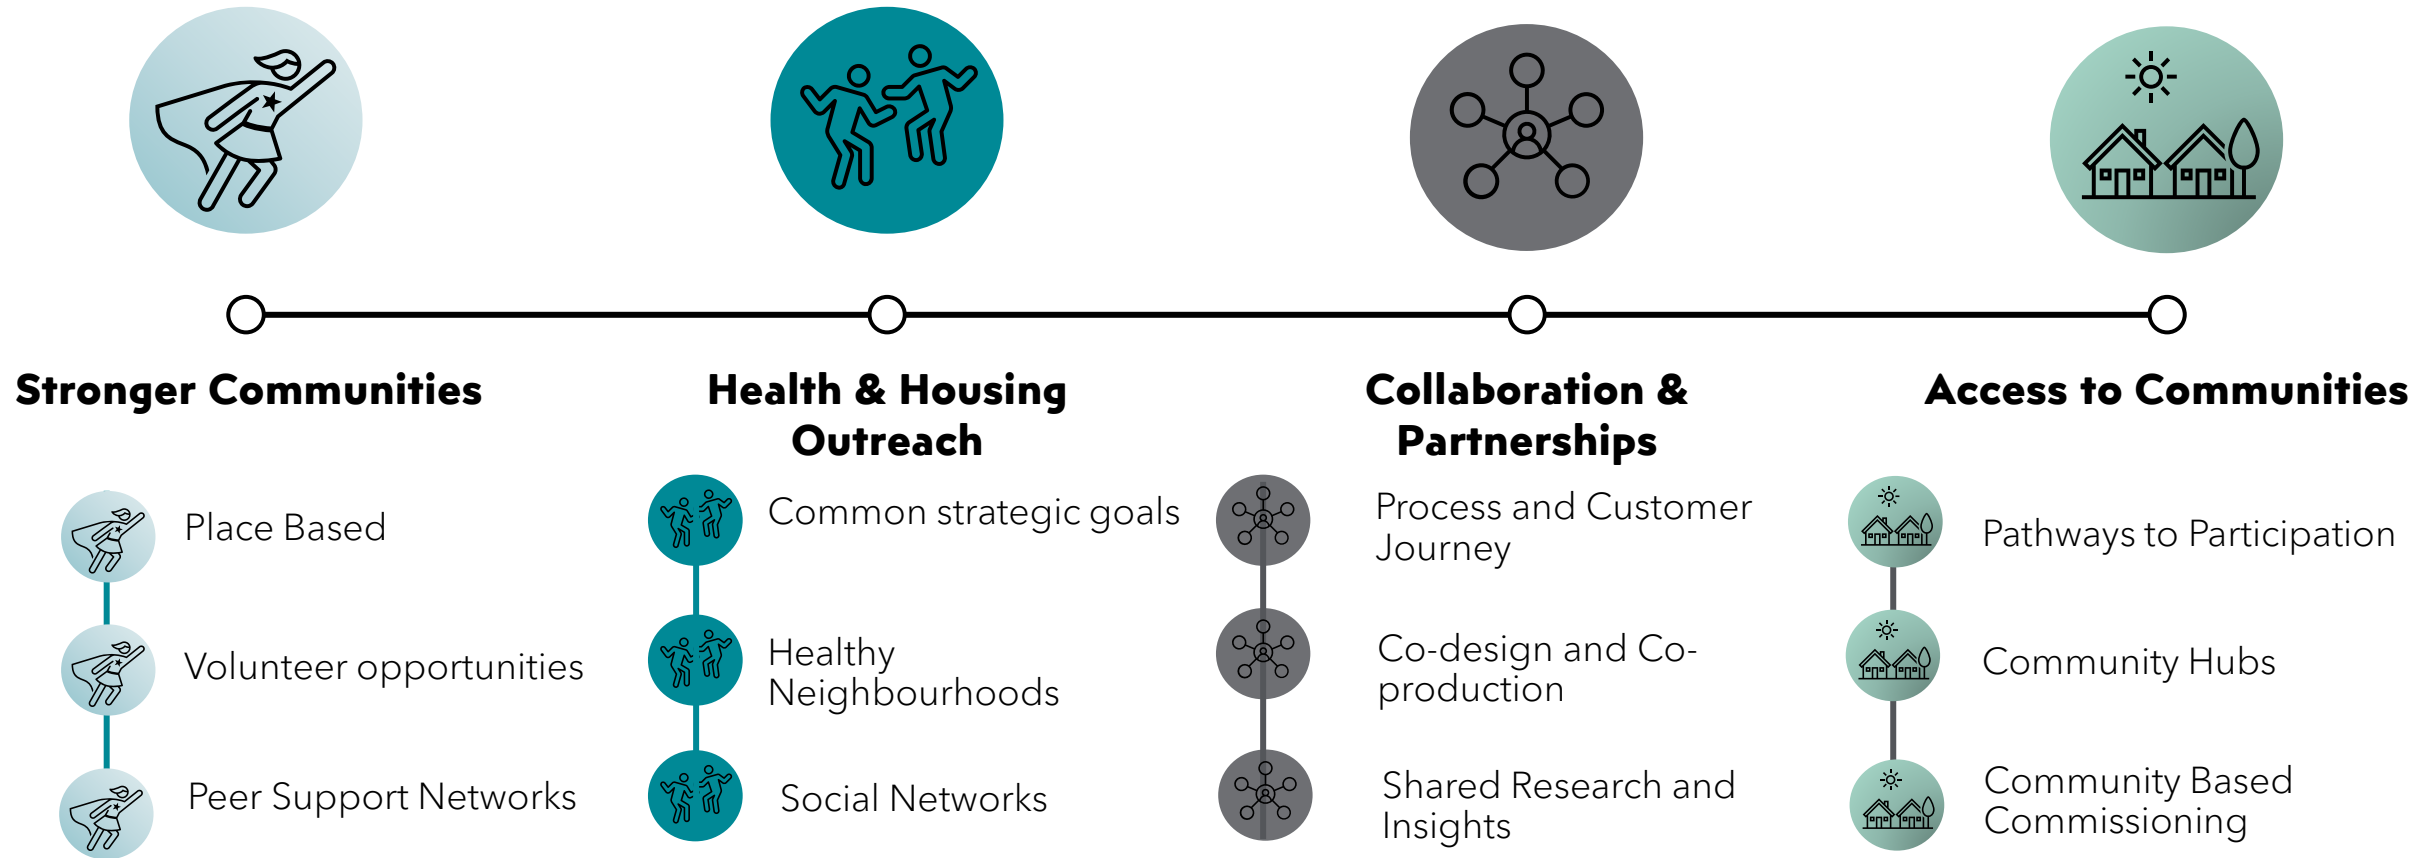 Stronger Communities
Place Based
Volunteer opportunities
Peer Support Networks
Health & Housing
Outreach
Common strategic goals
Healthy
Neighbourhoods
Social Networks
Collaboration &
Partnerships
Process and Customer
Journey
Co-design and Co-
production
Shared Research and
Insights
Access to Communities
Pathways to Participation
Community Hubs
Community Based
Commissioning